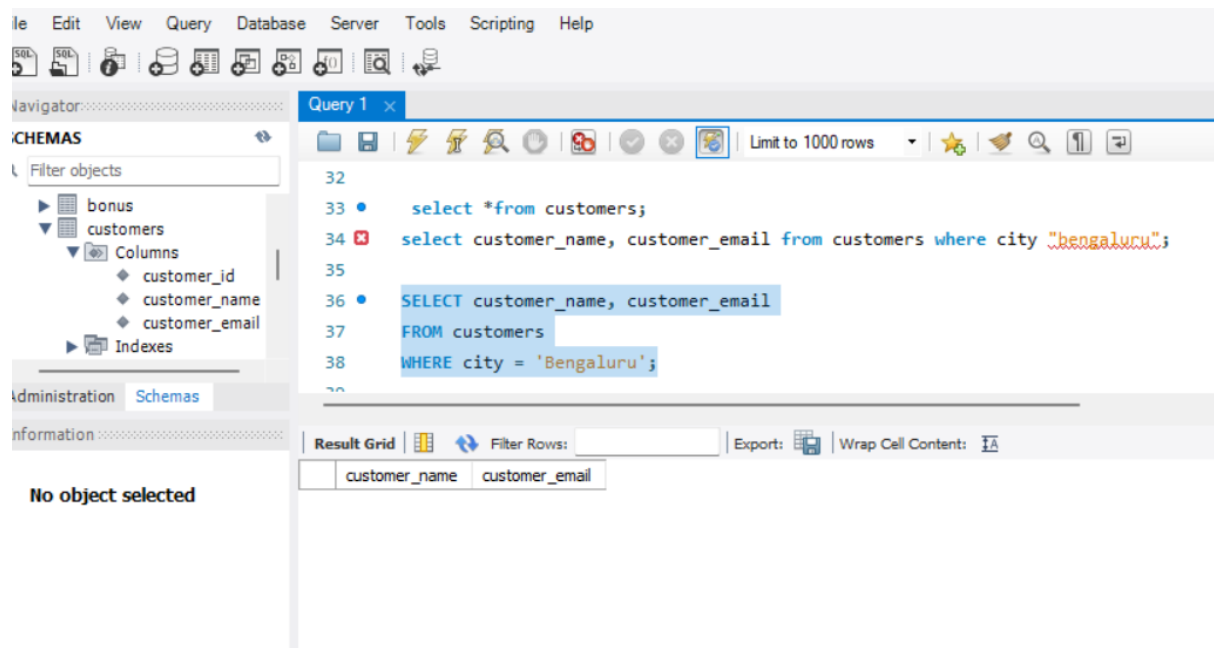 ile Edit View Query Database Server Tools Scripting Help
SQL SQL
Navigator
Query 1 ×
SCHEMAS
Limit to 1000 rows
Filter objects
bonus
customers
Columns
customer_id
customer_name
customer_email
Indexes
Administration Schemas
Information
No object selected
32
33 select *from customers;
34 select customer_name, customer_email from customers where city "bengaluru";
35
36 SELECT customer_name, customer_email
37 FROM customers
38 WHERE city = 'Bengaluru';
Result Grid Filter Rows: Export: Wrap Cell Content: IA
customer_name customer_email